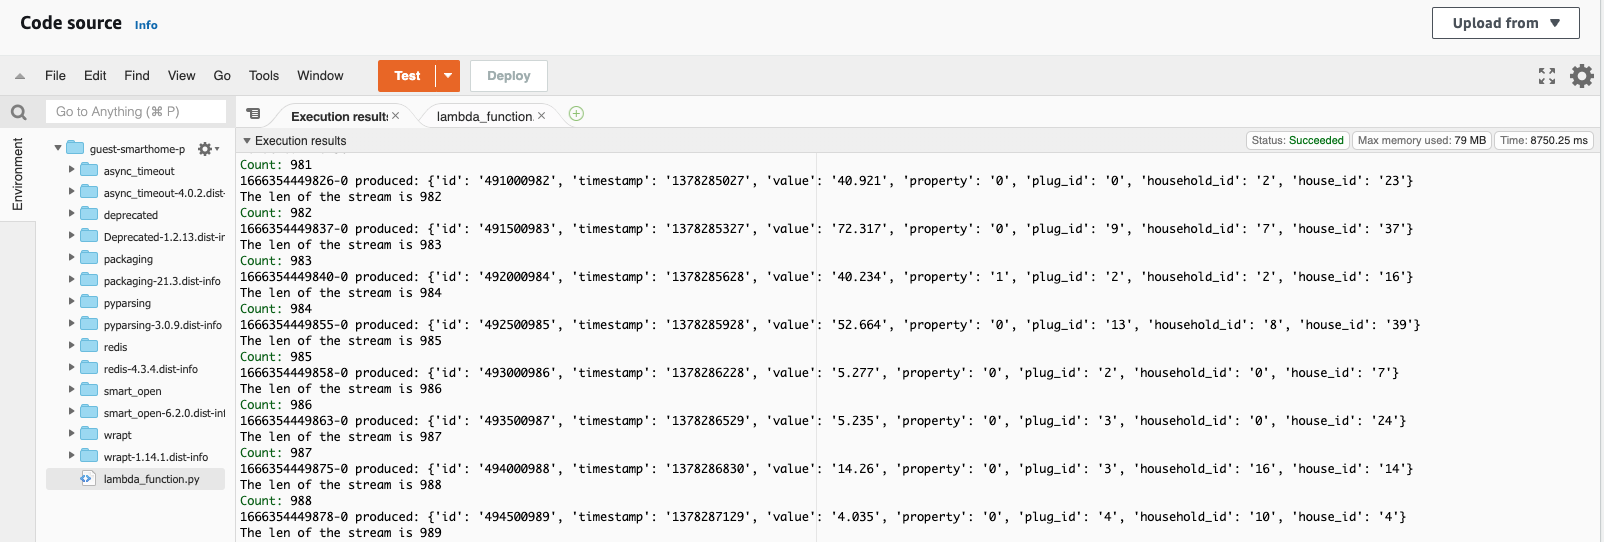 Code source Info
Upload from
File Edit Find View Go Tools Window Test Deploy
Go to Anything (⌘ P)
Execution results
lambda_function.
Environment
guest-smarthome-p
async_timeout
async_timeout-4.0.2.dist-
deprecated
Deprecated-1.2.13.dist-ir
packaging
packaging-21.3.dist-info
pyparsing
pyparsing-3.0.9.dist-info
redis
redis-4.3.4.dist-info
smart_open
smart_open-6.2.0.dist-inf
wrapt
wrapt-1.14.1.dist-info
lambda_function.py
Execution results
Status: Succeeded
Max memory used: 79 MB
Time: 8750.25 ms
Count: 981
1666354449826-0 produced: {'id': '491000982', 'timestamp': '1378285027', 'value': '40.921', 'property': '0', 'plug_id': '0', 'household_id': '2', 'house_id': '23'}
The len of the stream is 982
Count: 982
1666354449837-0 produced: {'id': '491500983', 'timestamp': '1378285327', 'value': '72.317', 'property': '0', 'plug_id': '9', 'household_id': '7', 'house_id': '37'}
The len of the stream is 983
Count: 983
1666354449840-0 produced: {'id': '492000984', 'timestamp': '1378285628', 'value': '40.234', 'property': '1', 'plug_id': '2', 'household_id': '2', 'house_id': '16'}
The len of the stream is 984
Count: 984
1666354449855-0 produced: {'id': '492500985', 'timestamp': '1378285928', 'value': '52.664', 'property': '0', 'plug_id': '13', 'household_id': '8', 'house_id': '39'}
The len of the stream is 985
Count: 985
1666354449858-0 produced: {'id': '493000986', 'timestamp': '1378286228', 'value': '5.277', 'property': '0', 'plug_id': '2', 'household_id': '0', 'house_id': '7'}
The len of the stream is 986
Count: 986
1666354449863-0 produced: {'id': '493500987', 'timestamp': '1378286529', 'value': '5.235', 'property': '0', 'plug_id': '3', 'household_id': '0', 'house_id': '24'}
The len of the stream is 987
Count: 987
1666354449875-0 produced: {'id': '494000988', 'timestamp': '1378286830', 'value': '14.26', 'property': '0', 'plug_id': '3', 'household_id': '16', 'house_id': '14'}
The len of the stream is 988
Count: 988
1666354449878-0 produced: {'id': '494500989', 'timestamp': '1378287129', 'value': '4.035', 'property': '0', 'plug_id': '4', 'household_id': '10', 'house_id': '4'}
The len of the stream is 989